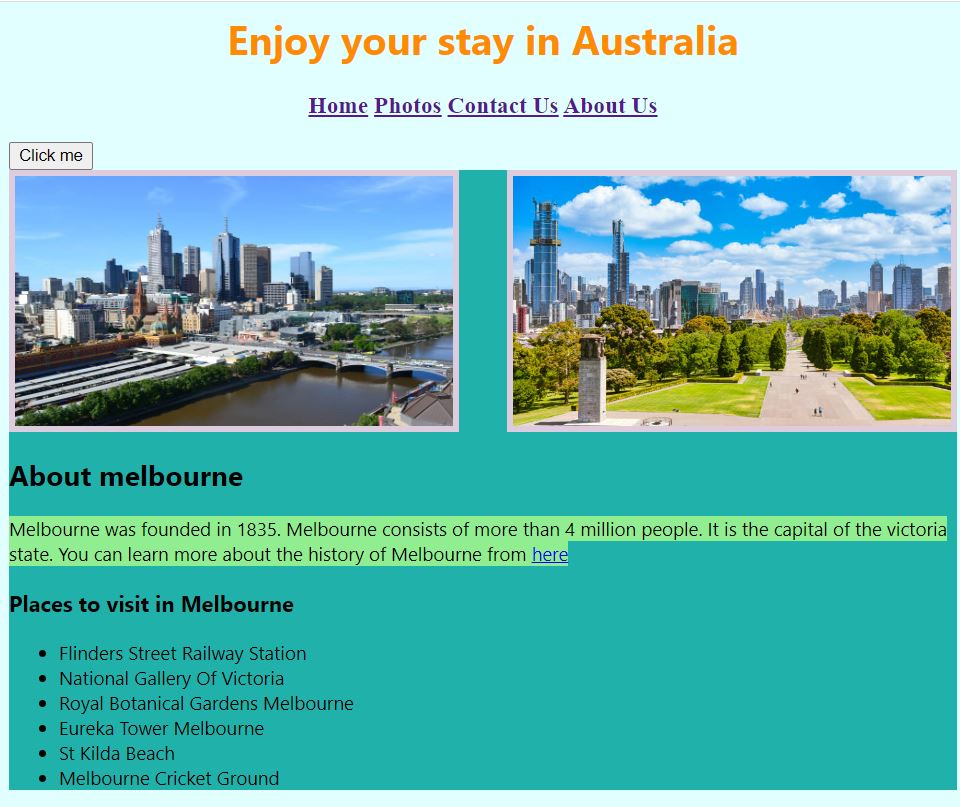 Enjoy your stay in Australia
Home Photos Contact Us About Us
Click me
About melbourne
Melbourne was founded in 1835. Melbourne consists of more than 4 million people. It is the capital of the victoria
state. You can learn more about the history of Melbourne from here
Places to visit in Melbourne
Flinders Street Railway Station
National Gallery Of Victoria
Royal Botanical Gardens Melbourne
Eureka Tower Melbourne
St Kilda Beach
Melbourne Cricket Ground